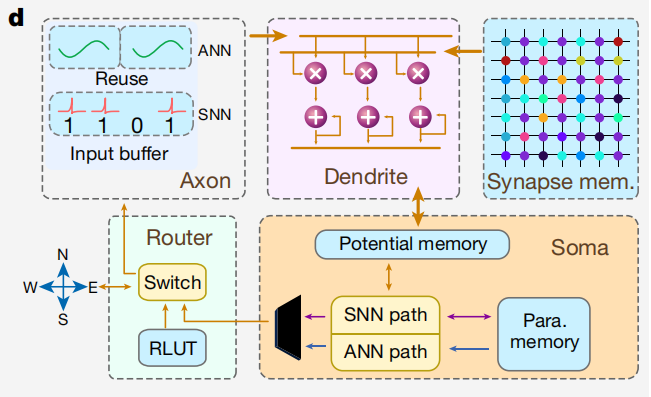 d
ANN
Reuse
SNN
1 1 0 1
Input buffer
Axon
Dendrite
Synapse mem.
Router
Switch
RLUT
N
W E
S
Potential memory
Soma
SNN path
ANN path
Para.
memory